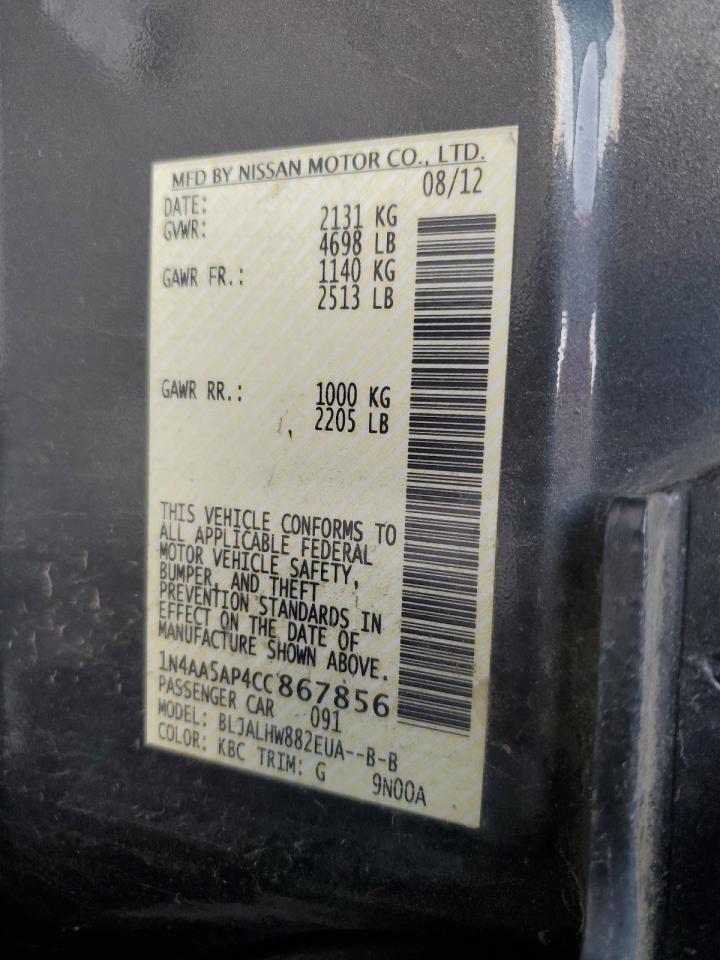 MFD BY NISSAN MOTOR CO., LTD.
DATE: 08/12
GVWR: 2131 KG
4698 LB
GAWR FR.: 1140 KG
2513 LB
GAWR RR.: 1000 KG
2205 LB
THIS VEHICLE CONFORMS TO
ALL APPLICABLE FEDERAL
MOTOR VEHICLE SAFETY,
BUMPER, AND THEFT
PREVENTION STANDARDS IN
EFFECT ON THE DATE OF
MANUFACTURE SHOWN ABOVE.
1N4AA5AP4CC867856
PASSENGER CAR 091
MODEL: BLJALHW882EUA--B-B
COLOR: KBC TRIM: G 9N00A